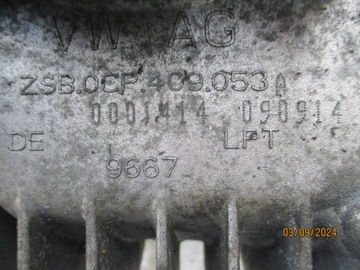 VW AG
ZSB.0CP.409.053 A
0001414 090914
DE LPT
9667
03/09/2024